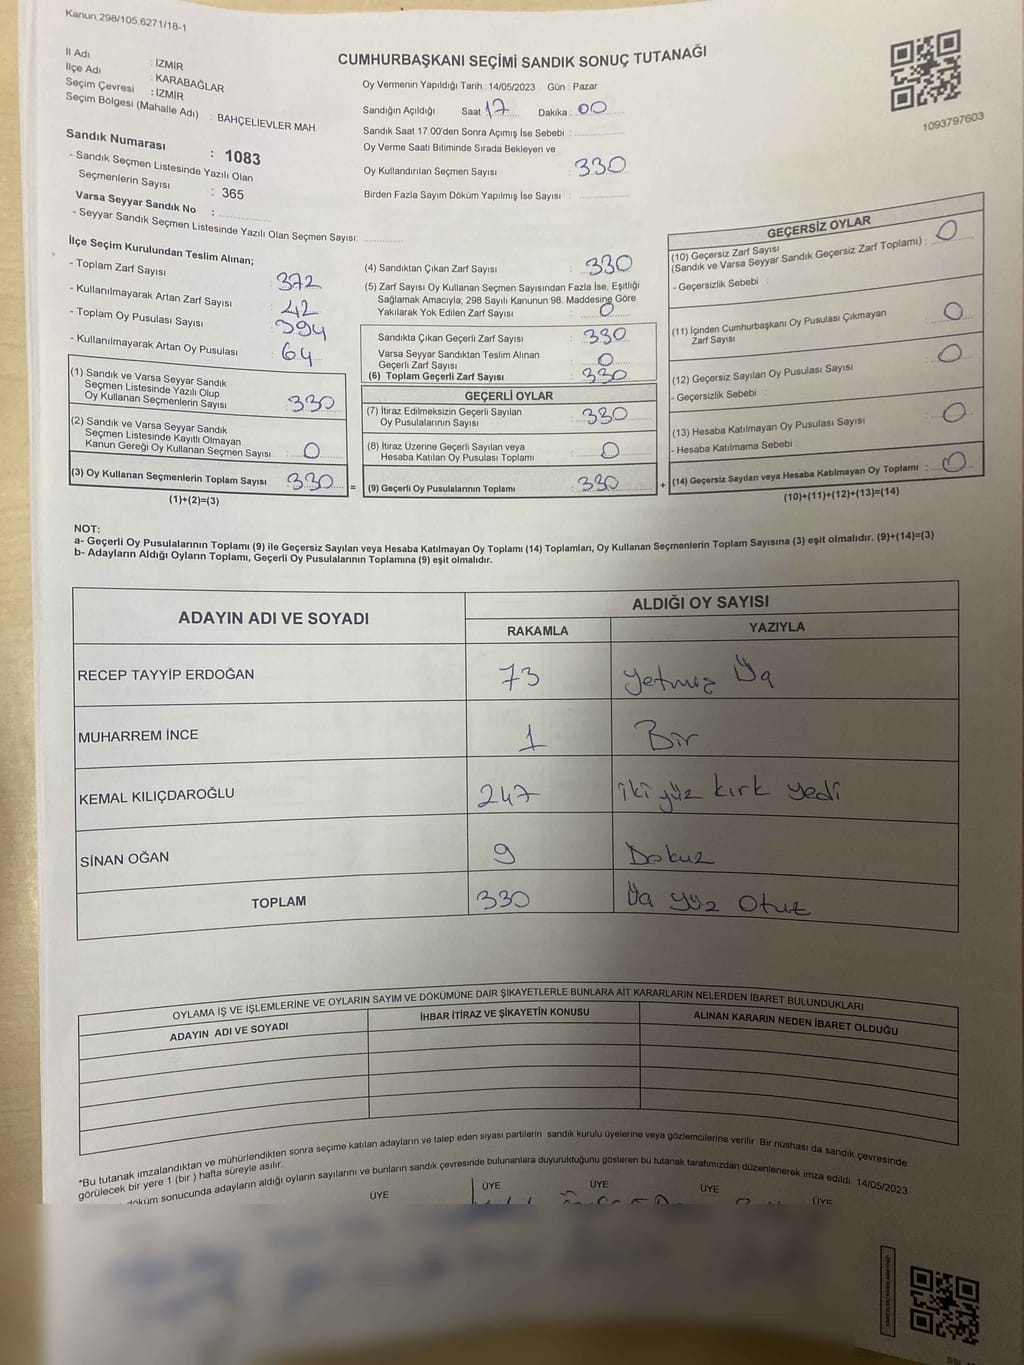 Kanun;298/105,6271/18-1
CUMHURBAŞKANI SEÇİMİ SANDIK SONUÇ TUTANAĞI
1093797603
İl Adı : İZMİR
İlçe Adı : KARABAĞLAR
Seçim Çevresi : İZMİR
Seçim Bölgesi (Mahalle Adı) : BAHÇELİEVLER MAH.
Sandık Numarası : 1083
- Sandık Seçmen Listesinde Yazılı Olan
Seçmenlerin Sayısı : 365
Varsa Seyyar Sandık No :
- Seyyar Sandık Seçmen Listesinde Yazılı Olan Seçmen Sayısı:
Oy Vermenin Yapıldığı Tarih : 14/05/2023 Gün : Pazar
Sandığın Açıldığı Saat 17 Dakika : 00
Sandık Saat 17.00'den Sonra Açımış İse Sebebi :
Oy Verme Saati Bitiminde Sırada Bekleyen ve
Oy Kullandırılan Seçmen Sayısı : 330
Birden Fazla Sayım Döküm Yapılmış İse Sayısı :
İlçe Seçim Kurulundan Teslim Alınan;
- Toplam Zarf Sayısı : 372
- Kullanılmayarak Artan Zarf Sayısı : 42
- Toplam Oy Pusulası Sayısı : 394
- Kullanılmayarak Artan Oy Pusulası : 64
(1) Sandık ve Varsa Seyyar Sandık
Seçmen Listesinde Yazılı Olup
Oy Kullanan Seçmenlerin Sayısı : 330
(2) Sandık ve Varsa Seyyar Sandık
Seçmen Listesinde Kayıtlı Olmayan
Kanun Gereği Oy Kullanan Seçmen Sayısı : 0
(3) Oy Kullanan Seçmenlerin Toplam Sayısı : 330 =
(1)+(2)=(3)
(4) Sandıktan Çıkan Zarf Sayısı : 330
(5) Zarf Sayısı Oy Kullanan Seçmen Sayısından Fazla İse, Eşitliği
Sağlamak Amacıyla; 298 Sayılı Kanunun 98. Maddesine Göre
Yakılarak Yok Edilen Zarf Sayısı : 0
Sandıkta Çıkan Geçerli Zarf Sayısı : 330
Varsa Seyyar Sandıktan Teslim Alınan
Geçerli Zarf Sayısı : 0
(6) Toplam Geçerli Zarf Sayısı : 330
GEÇERLİ OYLAR
(7) İtiraz Edilmeksizin Geçerli Sayılan
Oy Pusulalarının Sayısı : 330
(8) İtiraz Üzerine Geçerli Sayılan veya
Hesaba Katılan Oy Pusulası Toplamı : 0
(9) Geçerli Oy Pusulalarının Toplamı : 330 +
GEÇERSİZ OYLAR
(10) Geçersiz Zarf Sayısı
(Sandık ve Varsa Seyyar Sandık Geçersiz Zarf Toplamı) : 0
- Geçersizlik Sebebi :
(11) İçinden Cumhurbaşkanı Oy Pusulası Çıkmayan
Zarf Sayısı : 0
(12) Geçersiz Sayılan Oy Pusulası Sayısı : 0
- Geçersizlik Sebebi :
(13) Hesaba Katılmayan Oy Pusulası Sayısı : 0
- Hesaba Katılmama Sebebi :
(14) Geçersiz Sayılan veya Hesaba Katılmayan Oy Toplamı : 0
(10)+(11)+(12)+(13)=(14)
NOT:
a- Geçerli Oy Pusulalarının Toplamı (9) ile Geçersiz Sayılan veya Hesaba Katılmayan Oy Toplamı (14) Toplamları, Oy Kullanan Seçmenlerin Toplam Sayısına (3) eşit olmalıdır. (9)+(14)=(3)
b- Adayların Aldığı Oyların Toplamı, Geçerli Oy Pusulalarının Toplamına (9) eşit olmalıdır.
ADAYIN ADI VE SOYADI
ALDIĞI OY SAYISI
RAKAMLA YAZIYLA
RECEP TAYYİP ERDOĞAN 73 Yetmiş Üç
MUHARREM İNCE 1 Bir
KEMAL KILIÇDAROĞLU 247 iki yüz kırk yedi
SİNAN OĞAN 9 Dokuz
TOPLAM 330 Üç yüz Otuz
OYLAMA İŞ VE İŞLEMLERİNE VE OYLARIN SAYIM VE DÖKÜMÜNE DAİR ŞİKAYETLERLE BUNLARA AİT KARARLARIN NELERDEN İBARET BULUNDUKLARI
ADAYIN ADI VE SOYADI İHBAR İTİRAZ VE ŞİKAYETİN KONUSU ALINAN KARARIN NEDEN İBARET OLDUĞU
*Bu tutanak imzalandıktan ve mühürlendikten sonra seçime katılan adayların ve talep eden siyasi partilerin sandık kurulu üyelerine veya gözlemcilerine verilir. Bir nüshası da sandık çevresinde
görülecek bir yere 1 (bir ) hafta süreyle asılır.
döküm sonucunda adayların aldığı oyların sayılarını ve bunların sandık çevresinde bulunanlara duyurulduğunu gösteren bu tutanak tarafımızdan düzenlenerek imza edildi. 14/05/2023
ÜYE ÜYE ÜYE ÜYE ÜYE